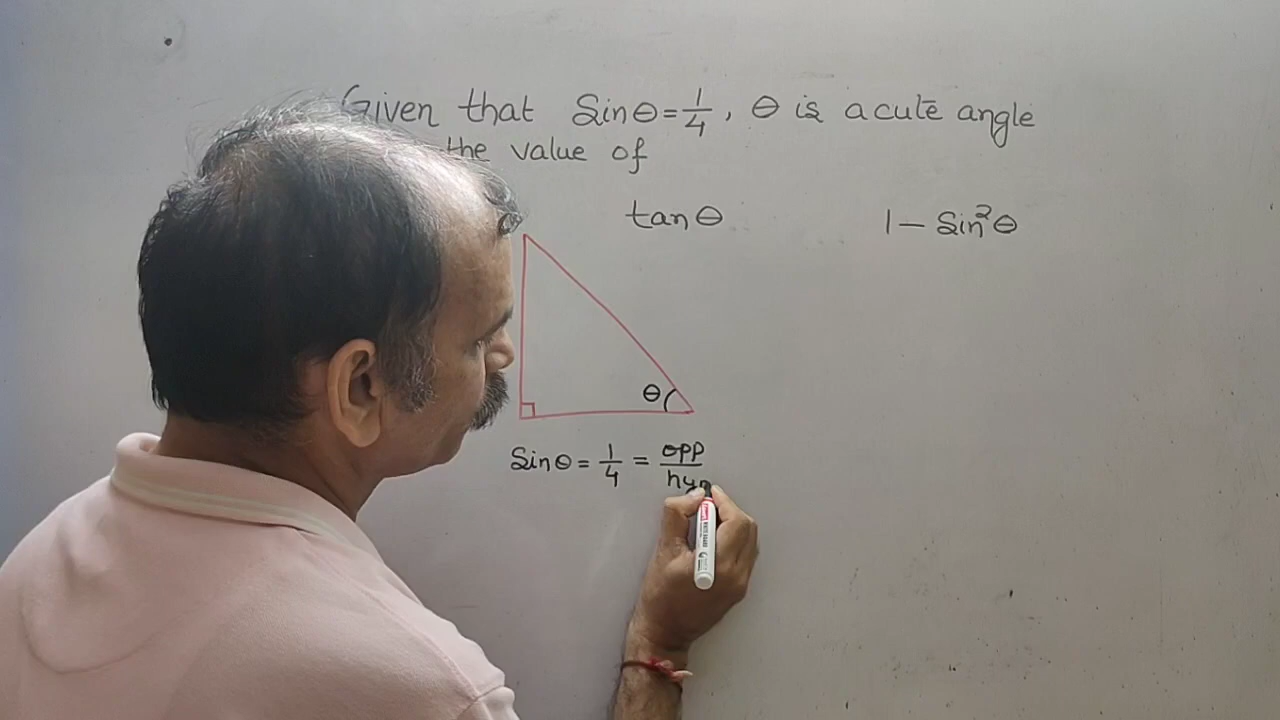 Given that Sinθ = 1/4, θ is acute angle
the value of
tanθ 1 - Sin²θ
θ
Sinθ = 1/4 = opp/hyp